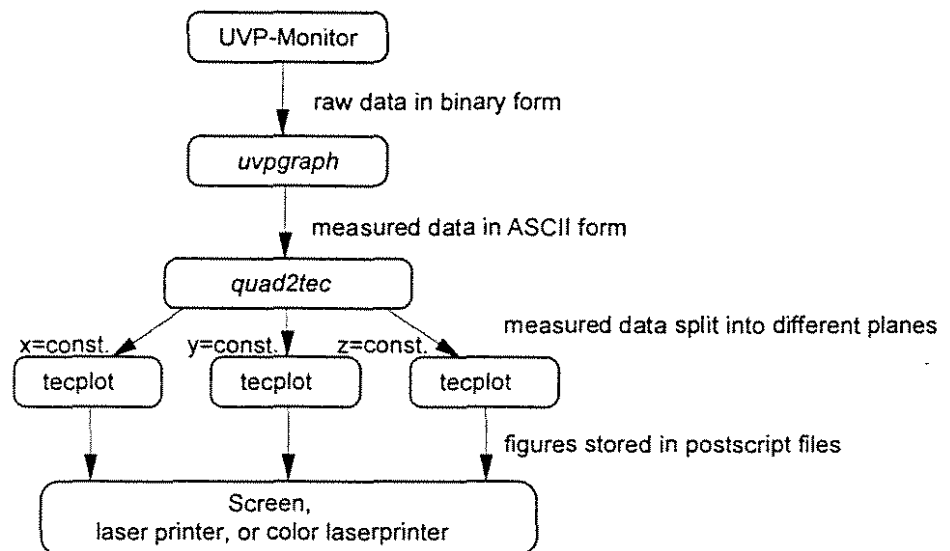 UVP-Monitor
raw data in binary form
uvpgraph
measured data in ASCII form
quad2tec
measured data split into different planes
x=const.
y=const.
z=const.
tecplot
tecplot
tecplot
figures stored in postscript files
Screen,
laser printer, or color laserprinter